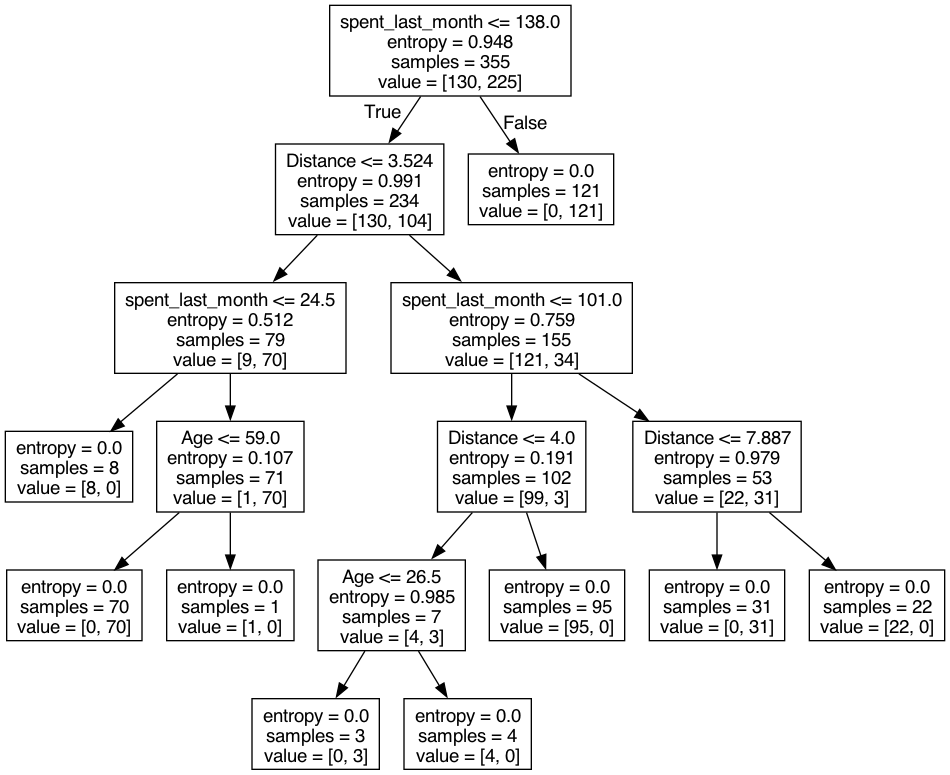 spent_last_month <= 138.0
entropy = 0.948
samples = 355
value = [130, 225]
True
False
Distance <= 3.524
entropy = 0.991
samples = 234
value = [130, 104]
entropy = 0.0
samples = 121
value = [0, 121]
spent_last_month <= 24.5
entropy = 0.512
samples = 79
value = [9, 70]
spent_last_month <= 101.0
entropy = 0.759
samples = 155
value = [121, 34]
entropy = 0.0
samples = 8
value = [8, 0]
Age <= 59.0
entropy = 0.107
samples = 71
value = [1, 70]
Distance <= 4.0
entropy = 0.191
samples = 102
value = [99, 3]
Distance <= 7.887
entropy = 0.979
samples = 53
value = [22, 31]
entropy = 0.0
samples = 70
value = [0, 70]
entropy = 0.0
samples = 1
value = [1, 0]
Age <= 26.5
entropy = 0.985
samples = 7
value = [4, 3]
entropy = 0.0
samples = 95
value = [95, 0]
entropy = 0.0
samples = 31
value = [0, 31]
entropy = 0.0
samples = 22
value = [22, 0]
entropy = 0.0
samples = 3
value = [0, 3]
entropy = 0.0
samples = 4
value = [4, 0]